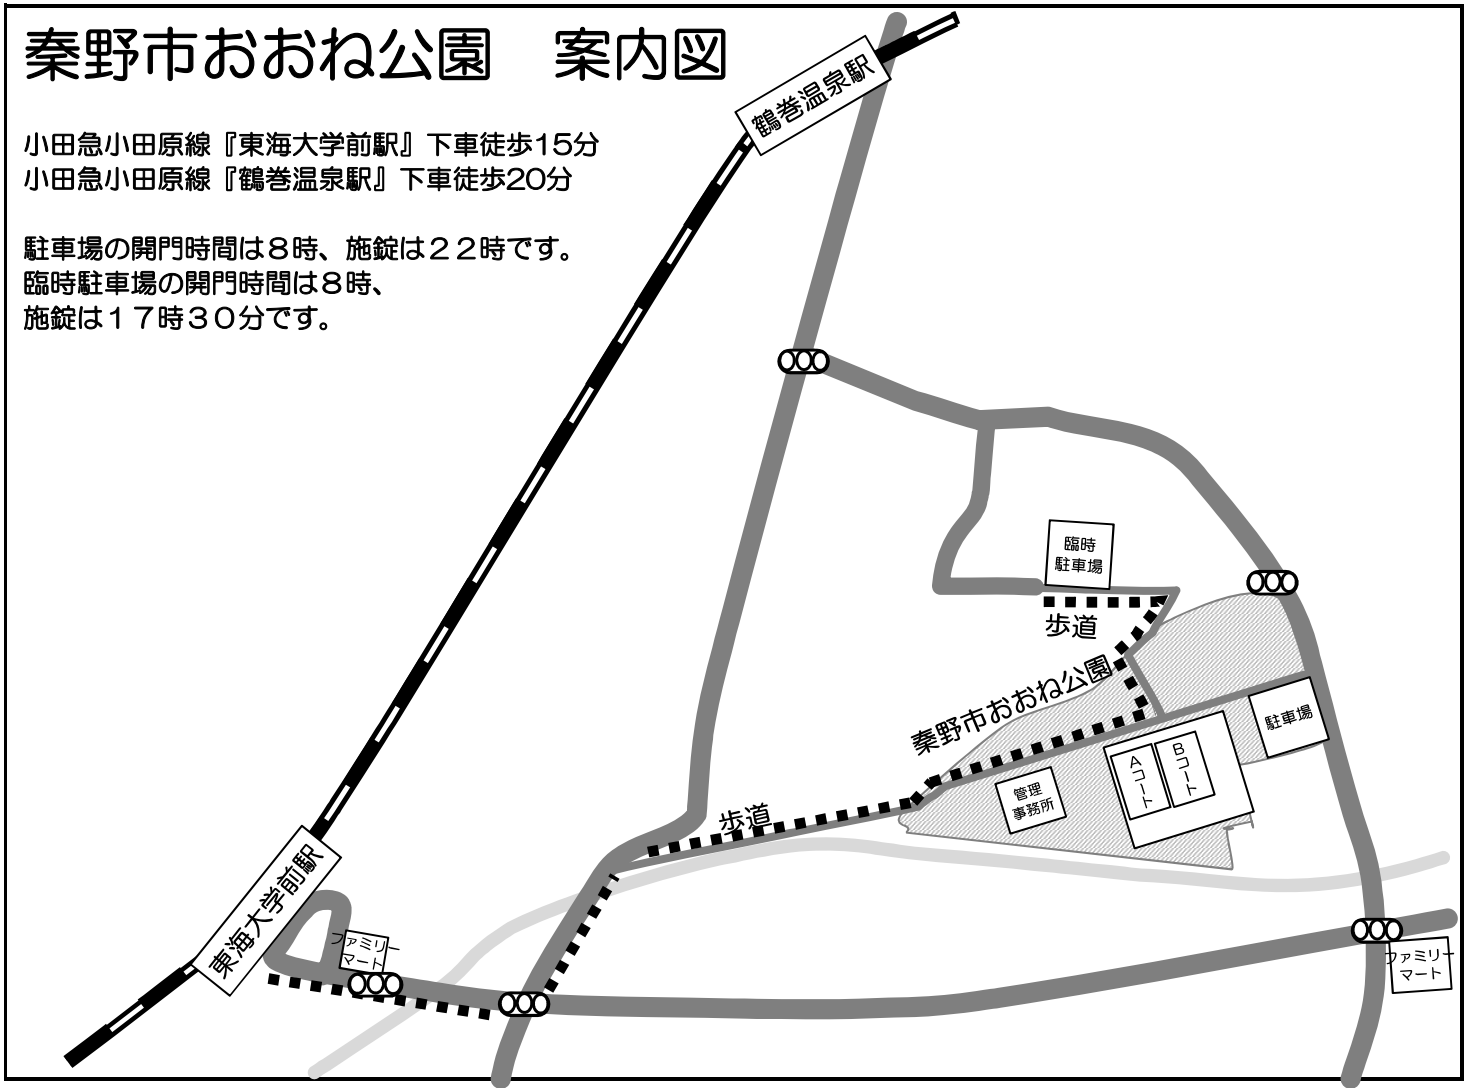 秦野市おおね公園　案内図
小田急小田原線『東海大学前駅』下車徒歩15分
小田急小田原線『鶴巻温泉駅』下車徒歩20分
駐車場の開門時間は８時、施錠は２２時です。
臨時駐車場の開門時間は８時、
施錠は１７時３０分です。
鶴巻温泉駅
臨時
駐車場
歩道
秦野市おおね公園
駐車場
Aコート
Bコート
管理
事務所
歩道
東海大学前駅
ファミリー
マート
ファミリー
マート